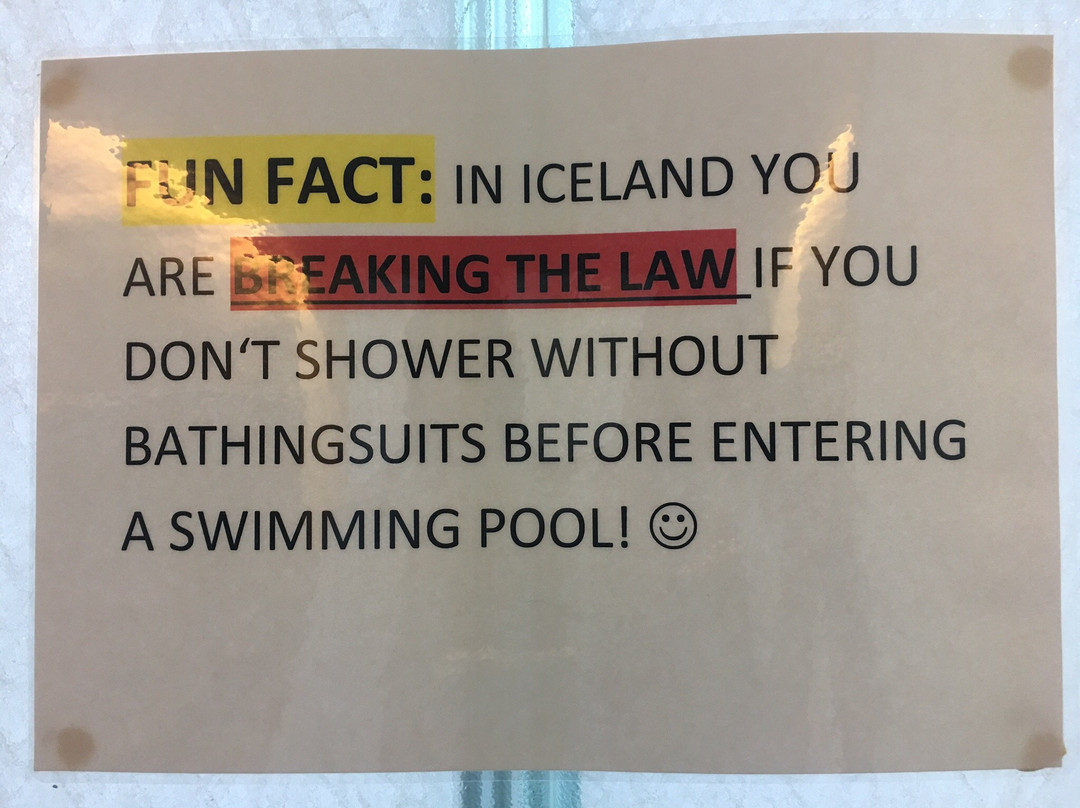 FUN FACT: IN ICELAND YOU
ARE BREAKING THE LAW IF YOU
DON‘T SHOWER WITHOUT
BATHINGSUITS BEFORE ENTERING
A SWIMMING POOL! ☺